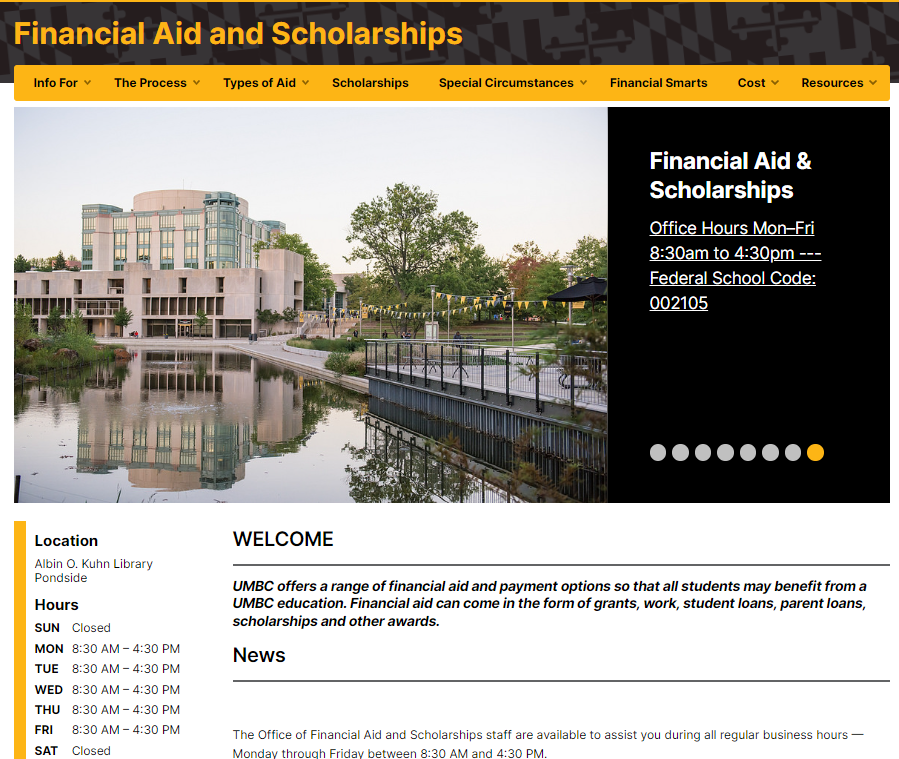 Financial Aid and Scholarships
Info For The Process Types of Aid Scholarships Special Circumstances Financial Smarts Cost Resources
Financial Aid &
Scholarships
Office Hours Mon–Fri
8:30am to 4:30pm ---
Federal School Code:
002105
Location
Albin O. Kuhn Library
Pondside
Hours
SUN Closed
MON 8:30 AM – 4:30 PM
TUE 8:30 AM – 4:30 PM
WED 8:30 AM – 4:30 PM
THU 8:30 AM – 4:30 PM
FRI 8:30 AM – 4:30 PM
SAT Closed
WELCOME
UMBC offers a range of financial aid and payment options so that all students may benefit from a
UMBC education. Financial aid can come in the form of grants, work, student loans, parent loans,
scholarships and other awards.
News
The Office of Financial Aid and Scholarships staff are available to assist you during all regular business hours —
Monday through Friday between 8:30 AM and 4:30 PM.